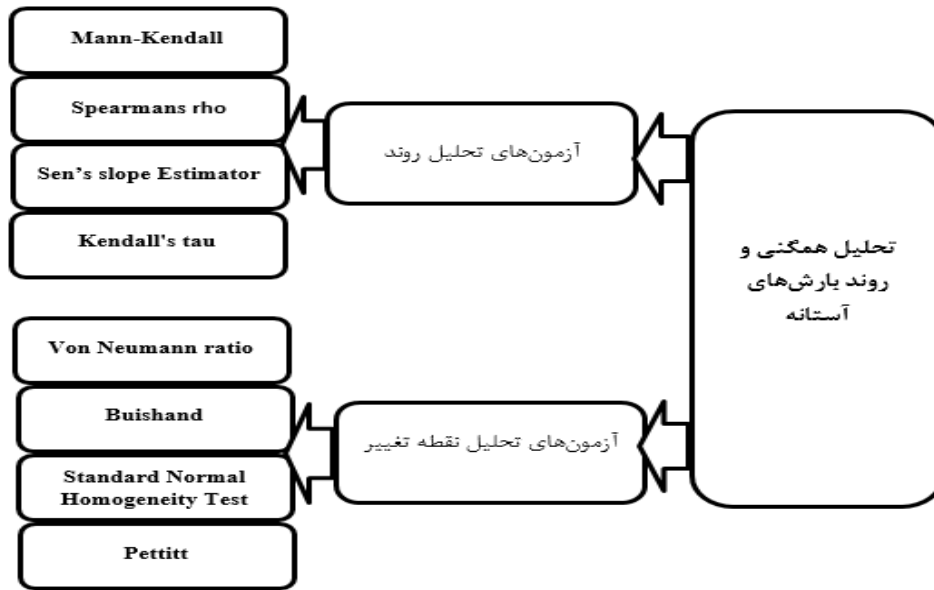 تحلیل همگنی و
روند بارش‌های
آستانه
آزمون‌های تحلیل روند
Mann-Kendall
Spearmans rho
Sen’s slope Estimator
Kendall's tau
آزمون‌های تحلیل نقطه تغییر
Von Neumann ratio
Buishand
Standard Normal
Homogeneity Test
Pettitt